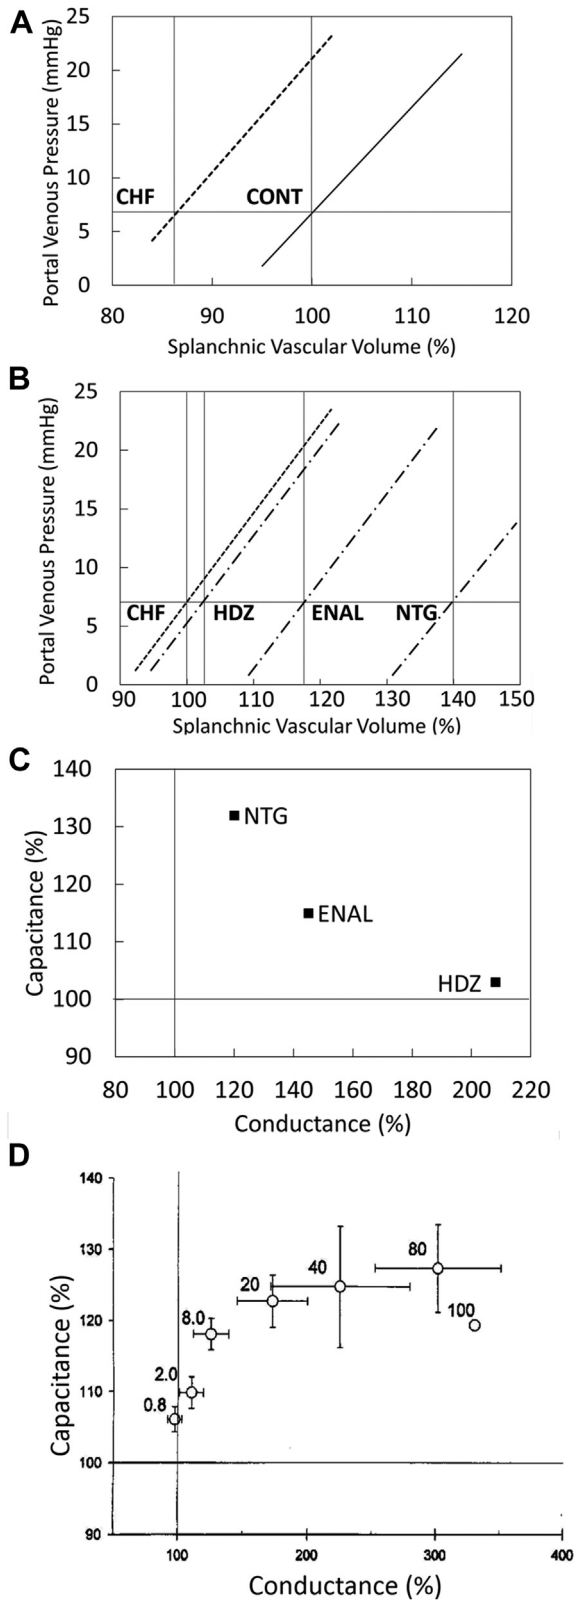 A
Portal Venous Pressure (mmHg)
25
20
15
10
5
0
CHF
CONT
80
90
100
110
120
Splanchnic Vascular Volume (%)
B
Portal Venous Pressure (mmHg)
25
20
15
10
5
0
CHF
HDZ
ENAL
NTG
90
100
110
120
130
140
150
Splanchnic Vascular Volume (%)
C
Capacitance (%)
140
130
120
110
100
90
NTG
ENAL
HDZ
80
100
120
140
160
180
200
220
Conductance (%)
D
Capacitance (%)
140
130
120
110
100
90
0.8
2.0
8.0
20
40
80
100
100
200
300
400
Conductance (%)